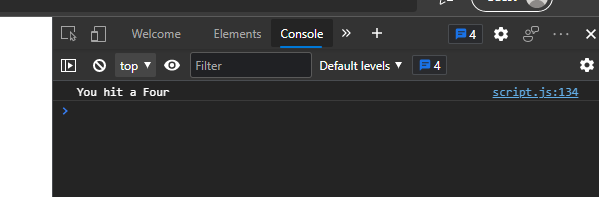 Welcome Elements Console » + 4 ···
top ▼ Filter Default levels ▼ 4
You hit a Four script.js:134
>